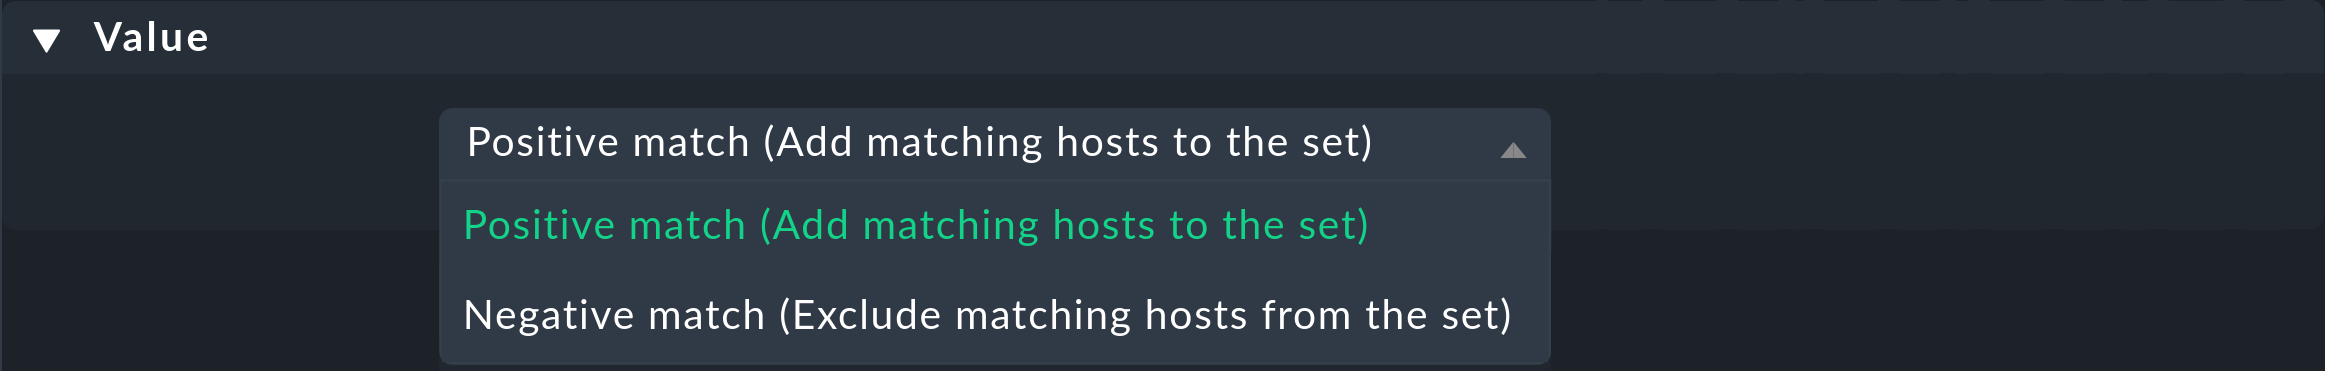 Value
Positive match (Add matching hosts to the set)
Positive match (Add matching hosts to the set)
Negative match (Exclude matching hosts from the set)